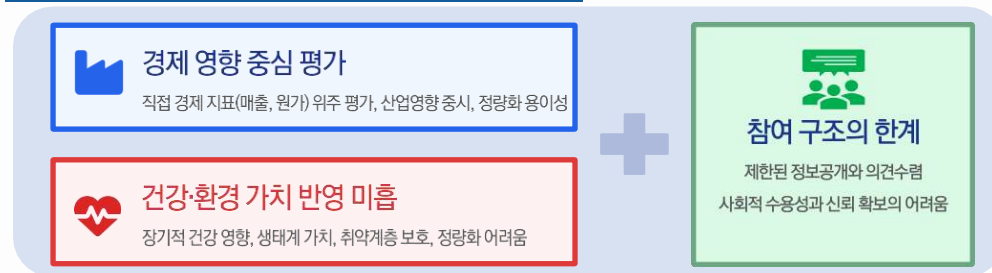 경제 영향 중심 평가
직접 경제 지표(매출, 원가) 위주 평가, 산업영향 중시, 정량화 용이성
건강·환경 가치 반영 미흡
장기적 건강 영향, 생태계 가치, 취약계층 보호, 정량화 어려움
참여 구조의 한계
제한된 정보공개와 의견수렴
사회적 수용성과 신뢰 확보의 어려움